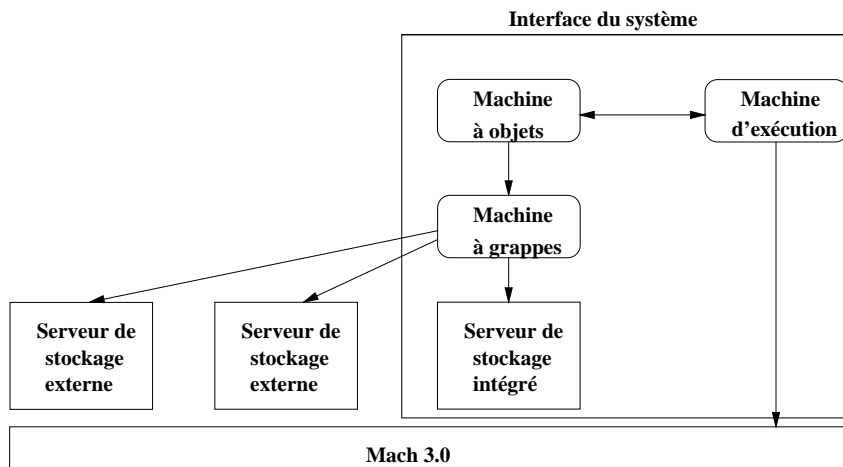 Interface du système
Machine
à objets
Machine
d'exécution
Machine
à grappes
Serveur de
stockage
externe
Serveur de
stockage
externe
Serveur de
stockage
intégré
Mach 3.0